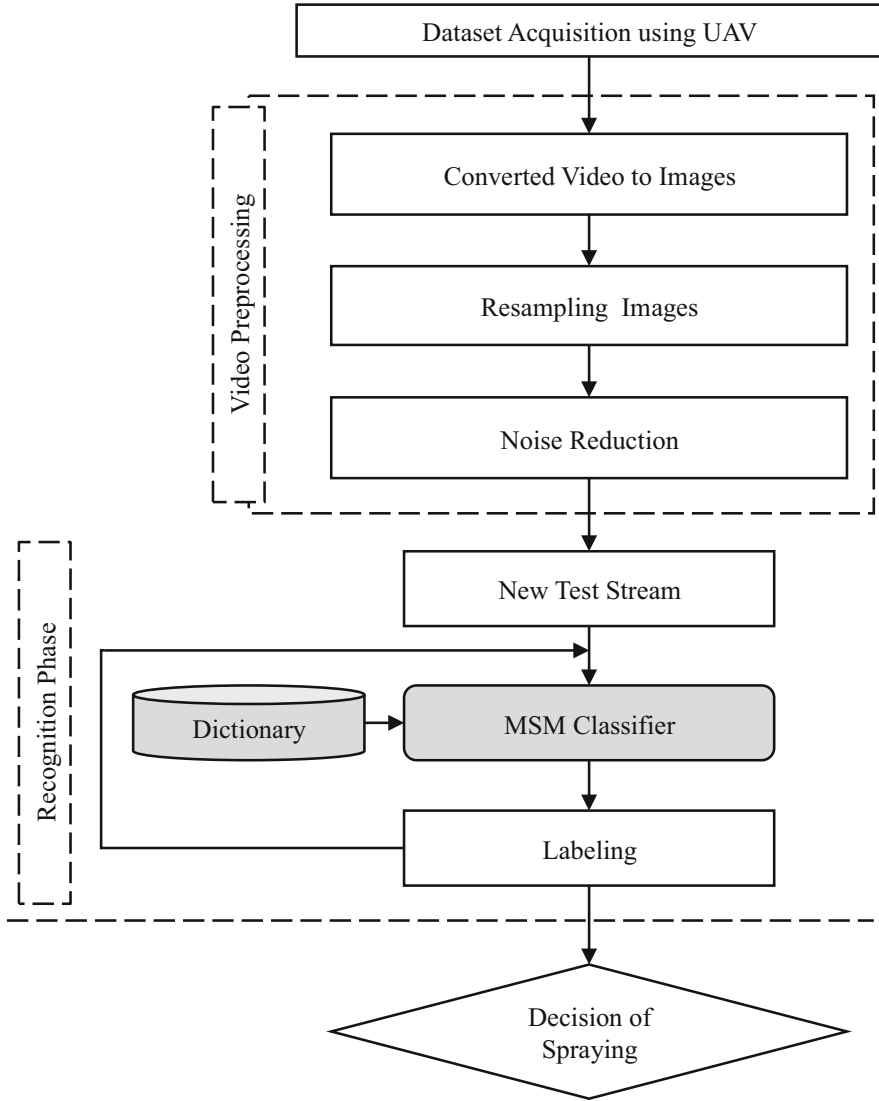 Dataset Acquisition using UAV
Video Preprocessing
Converted Video to Images
Resampling Images
Noise Reduction
Recognition Phase
New Test Stream
Dictionary
MSM Classifier
Labeling
Decision of
Spraying